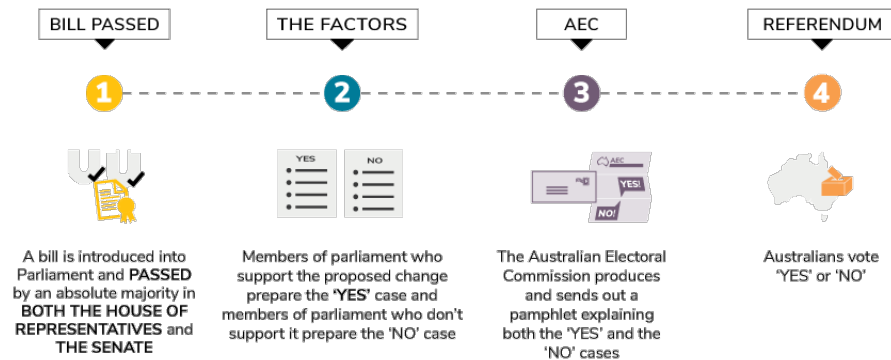 BILL PASSED
THE FACTORS
AEC
REFERENDUM
1
2
3
4
YES
NO
AEC
YES!
NO!
A bill is introduced into
Parliament and PASSED
by an absolute majority in
BOTH THE HOUSE OF
REPRESENTATIVES and
THE SENATE
Members of parliament who
support the proposed change
prepare the ‘YES’ case and
members of parliament who don’t
support it prepare the ‘NO’ case
The Australian Electoral
Commission produces
and sends out a
pamphlet explaining
both the ‘YES’ and the
‘NO’ cases
Australians vote
‘YES’ or ‘NO’